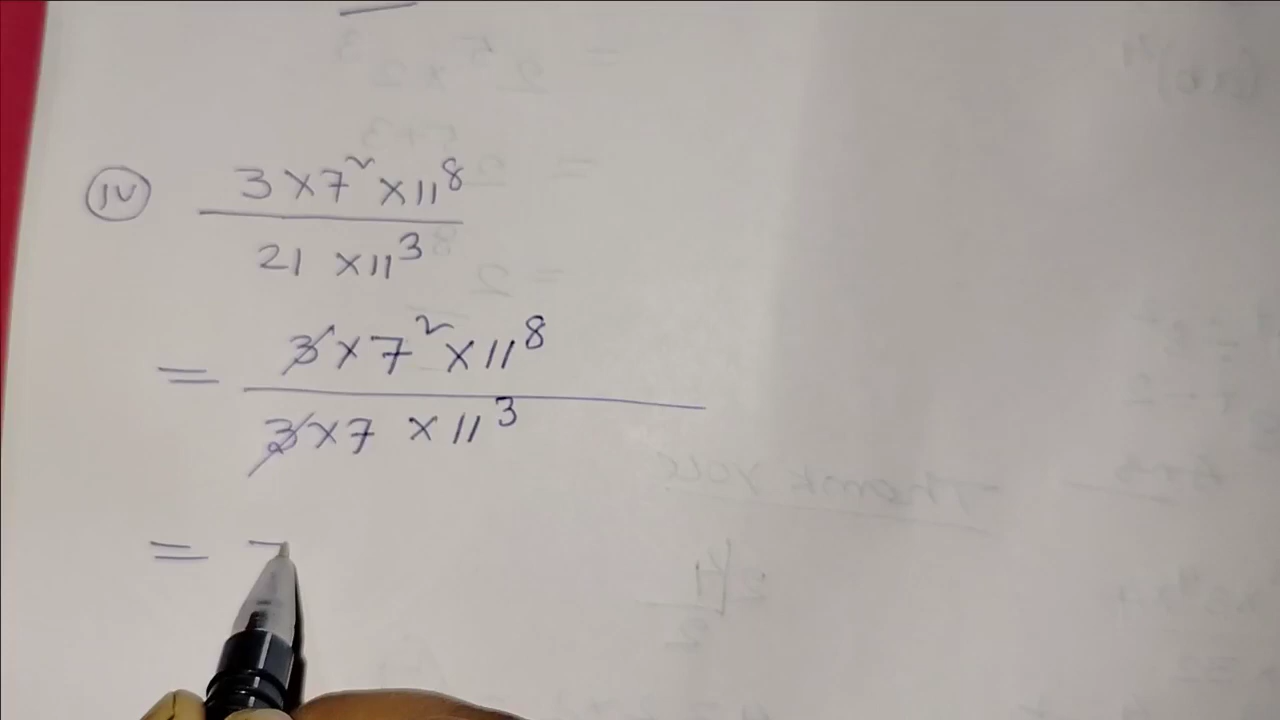 (iv) 3 × 7² × 11⁸
21 × 11³
= 3 × 7² × 11⁸
3 × 7 × 11³
= 7